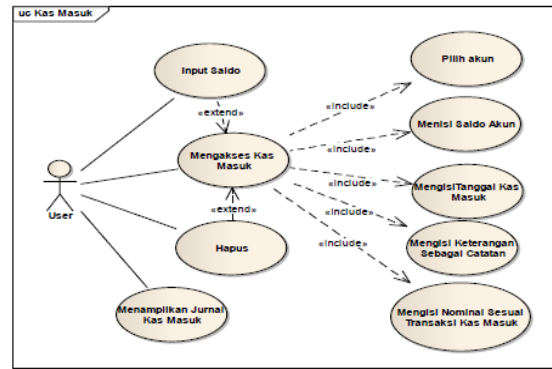 uc Kas Masuk
Input Saldo
«extend»
Mengakses Kas
Masuk
«extend»
Hapus
Menampilkan Jurnal
Kas Masuk
User
«include»
Pilih akun
«include»
Menisi Saldo Akun
«include»
MengisiTanggal Kas
Masuk
«include»
Mengisi Keterangan
Sebagai Catatan
«include»
Mengisi Nominal Sesuai
Transaksi Kas Masuk